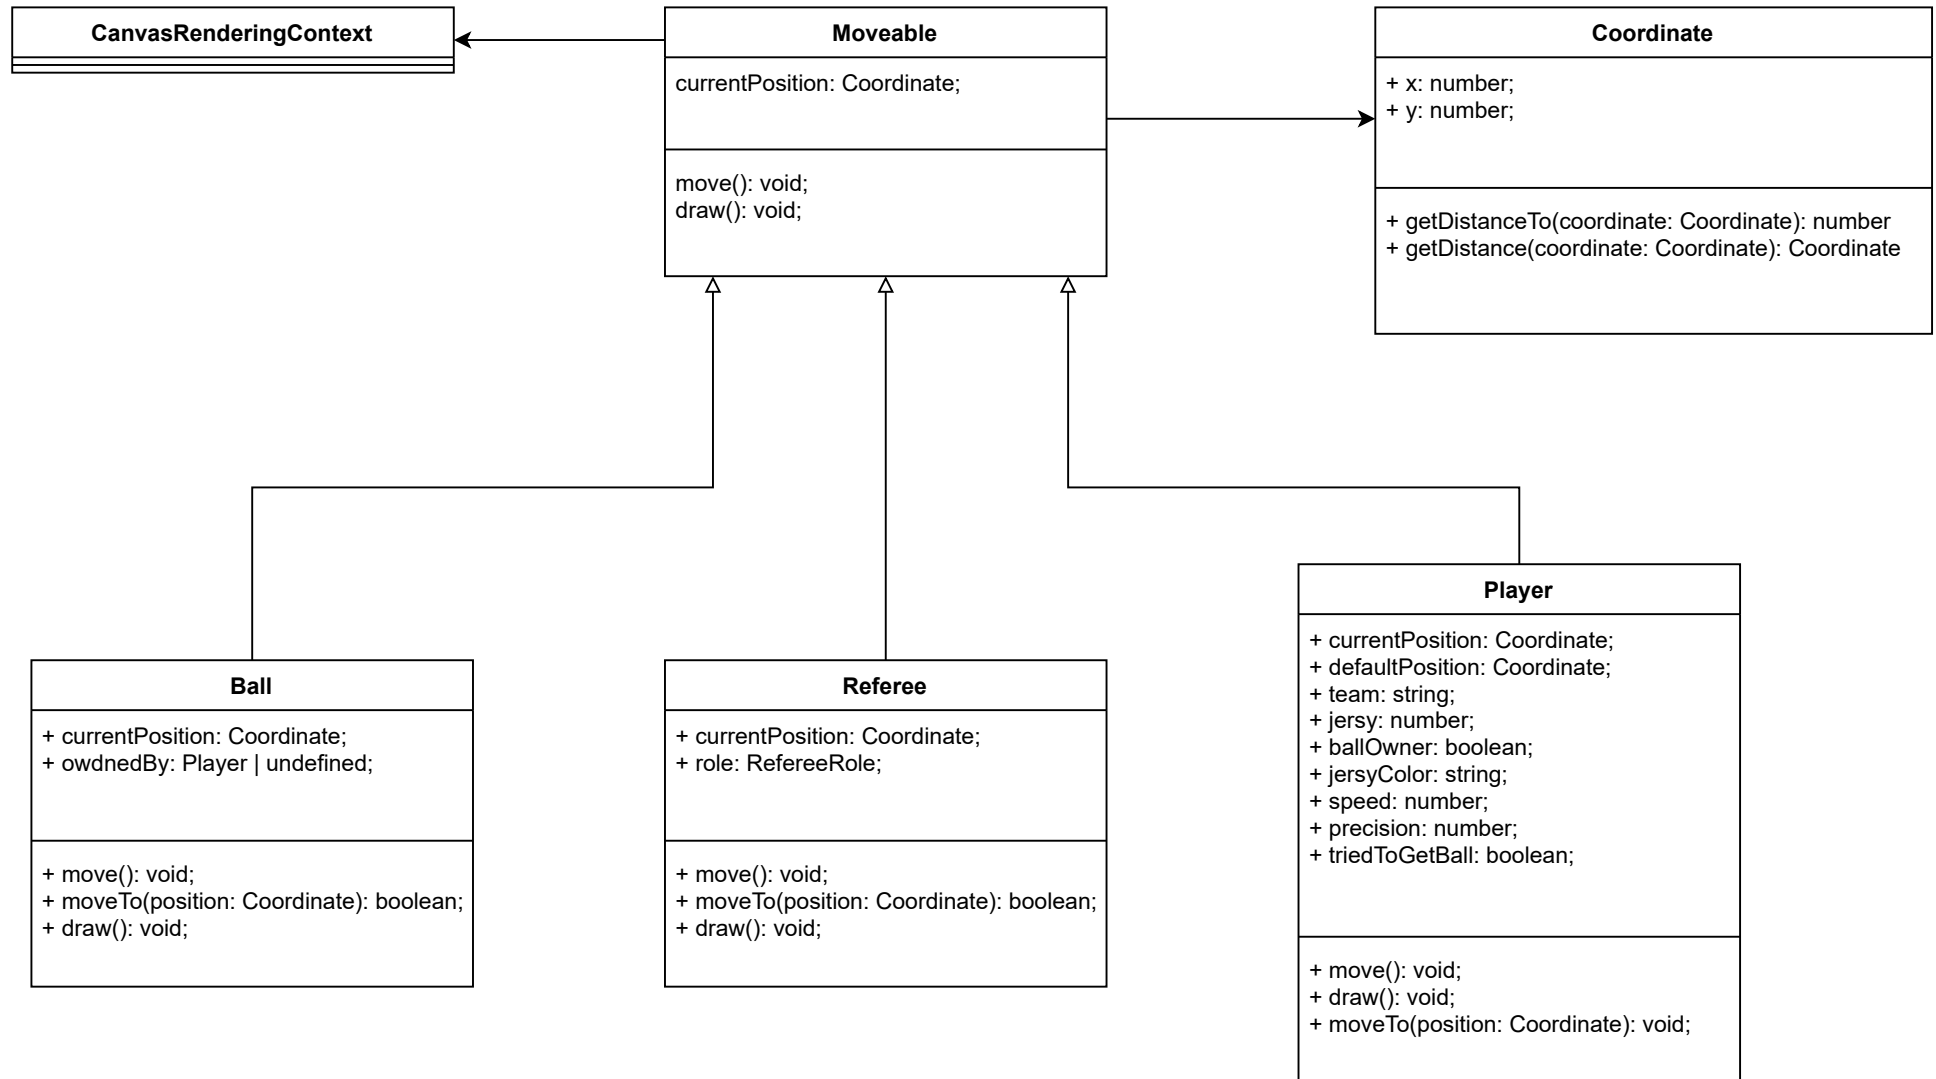 CanvasRenderingContext
Moveable
currentPosition: Coordinate;
move(): void;
draw(): void;
Coordinate
+ x: number;
+ y: number;
+ getDistanceTo(coordinate: Coordinate): number
+ getDistance(coordinate: Coordinate): Coordinate
Ball
+ currentPosition: Coordinate;
+ owdnedBy: Player | undefined;
+ move(): void;
+ moveTo(position: Coordinate): boolean;
+ draw(): void;
Referee
+ currentPosition: Coordinate;
+ role: RefereeRole;
+ move(): void;
+ moveTo(position: Coordinate): boolean;
+ draw(): void;
Player
+ currentPosition: Coordinate;
+ defaultPosition: Coordinate;
+ team: string;
+ jersy: number;
+ ballOwner: boolean;
+ jersyColor: string;
+ speed: number;
+ precision: number;
+ triedToGetBall: boolean;
+ move(): void;
+ draw(): void;
+ moveTo(position: Coordinate): void;